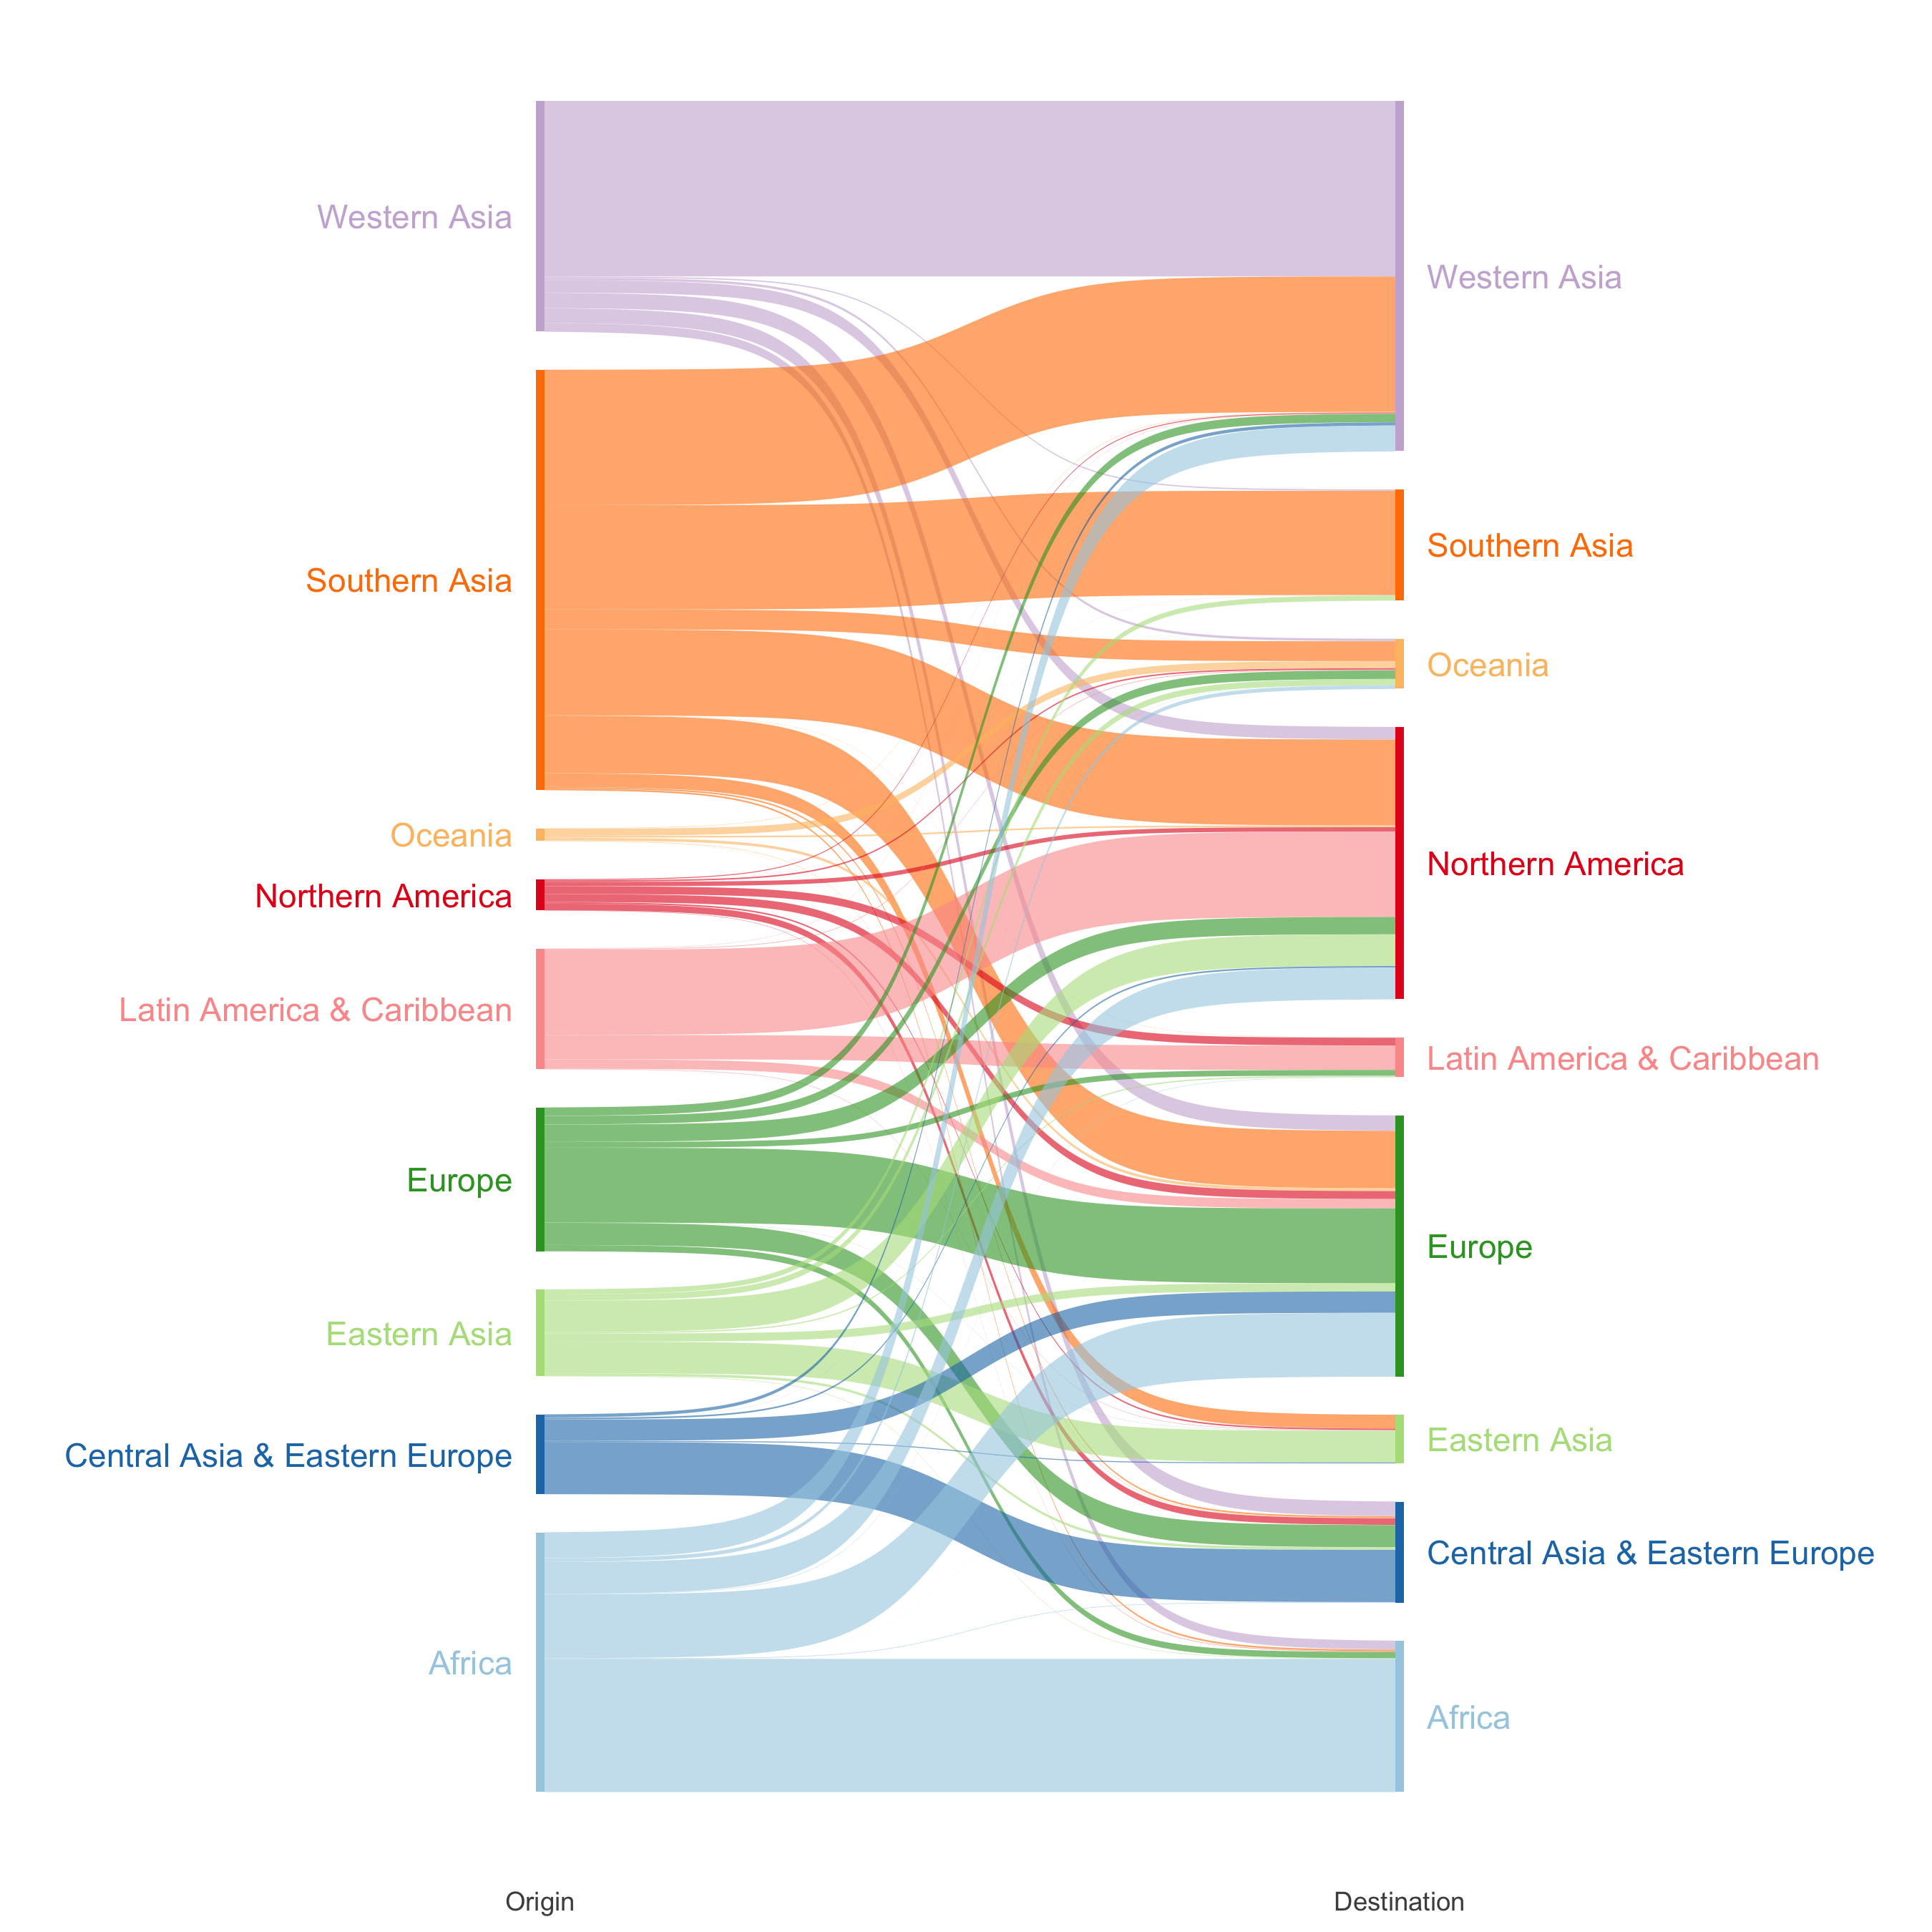 Western Asia
Southern Asia
Oceania
Northern America
Latin America & Caribbean
Europe
Eastern Asia
Central Asia & Eastern Europe
Africa
Western Asia
Southern Asia
Oceania
Northern America
Latin America & Caribbean
Europe
Eastern Asia
Central Asia & Eastern Europe
Africa
Origin
Destination